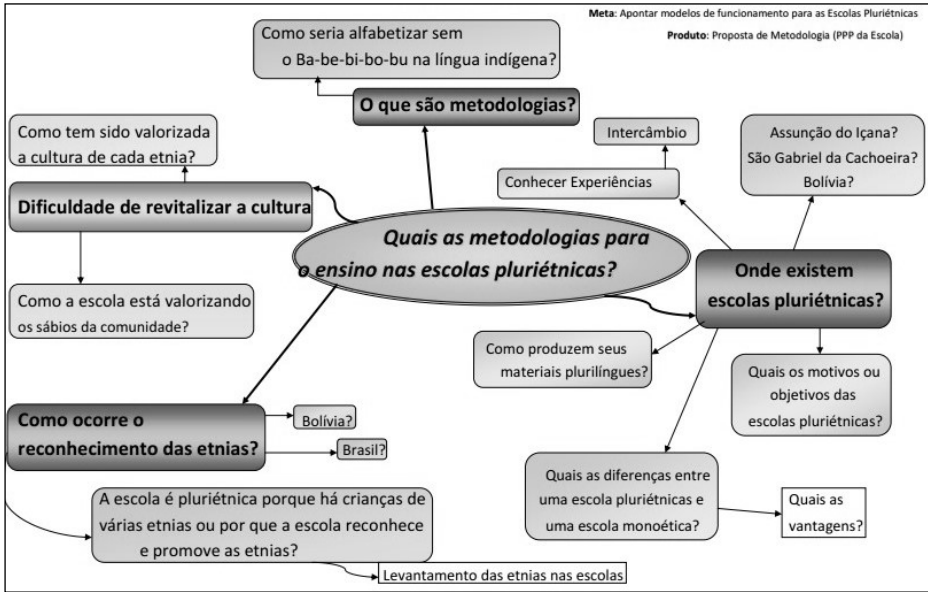 Meta: Apontar modelos de funcionamento para as Escolas Pluriétnicas
Produto: Proposta de Metodologia (PPP da Escola)
Como seria alfabetizar sem
o Ba-be-bi-bo-bu na língua indígena?
O que são metodologias?
Como tem sido valorizada
a cultura de cada etnia?
Dificuldade de revitalizar a cultura
Como a escola está valorizando
os sábios da comunidade?
Quais as metodologias para
o ensino nas escolas pluriétnicas?
Intercâmbio
Conhecer Experiências
Assunção do Içana?
São Gabriel da Cachoeira?
Bolívia?
Onde existem
escolas pluriétnicas?
Como produzem seus
materiais plurilíngues?
Quais os motivos ou
objetivos das
escolas pluriétnicas?
Quais as diferenças entre
uma escola pluriétnicas e
uma escola monoética?
Quais as
vantagens?
Como ocorre o
reconhecimento das etnias?
Bolívia?
Brasil?
A escola é pluriétnica porque há crianças de
várias etnias ou por que a escola reconhece
e promove as etnias?
Levantamento das etnias nas escolas